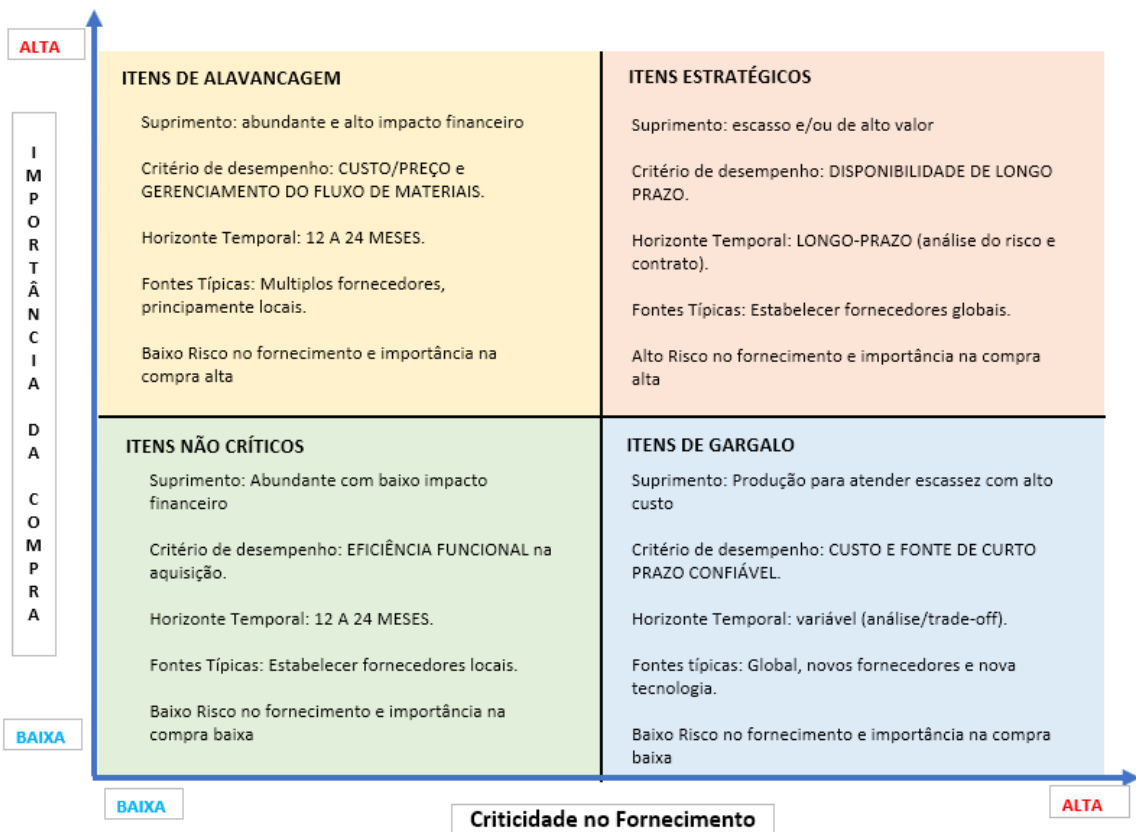 ALTA
I
M
P
O
R
T
Â
N
C
I
A
D
A
C
O
M
P
R
A
BAIXA
ITENS DE ALAVANCAGEM
Suprimento: abundante e alto impacto financeiro
Critério de desempenho: CUSTO/PREÇO e
GERENCIAMENTO DO FLUXO DE MATERIAIS.
Horizonte Temporal: 12 A 24 MESES.
Fontes Típicas: Multiplos fornecedores,
principamente locais.
Baixo Risco no fornecimento e importância na
compra alta
ITENS ESTRATÉGICOS
Suprimento: escasso e/ou de alto valor
Critério de desempenho: DISPONIBILIDADE DE LONGO
PRAZO.
Horizonte Temporal: LONGO-PRAZO (análise do risco e
contrato).
Fontes Típicas: Estabelecer fornecedores globais.
Alto Risco no fornecimento e importância na compra
alta
ITENS NÃO CRÍTICOS
Suprimento: Abundante com baixo impacto
financeiro
Critério de desempenho: EFICIÊNCIA FUNCIONAL na
aquisição.
Horizonte Temporal: 12 A 24 MESES.
Fontes Típicas: Estabelecer fornecedores locais.
Baixo Risco no fornecimento e importância na
compra baixa
ITENS DE GARGALO
Suprimento: Produção para atender escassez com alto
custo
Critério de desempenho: CUSTO E FONTE DE CURTO
PRAZO CONFIÁVEL.
Horizonte Temporal: variável (análise/trade-off).
Fontes típicas: Global, novos fornecedores e nova
tecnologia.
Baixo Risco no fornecimento e importância na compra
baixa
BAIXA
Criticidade no Fornecimento
ALTA